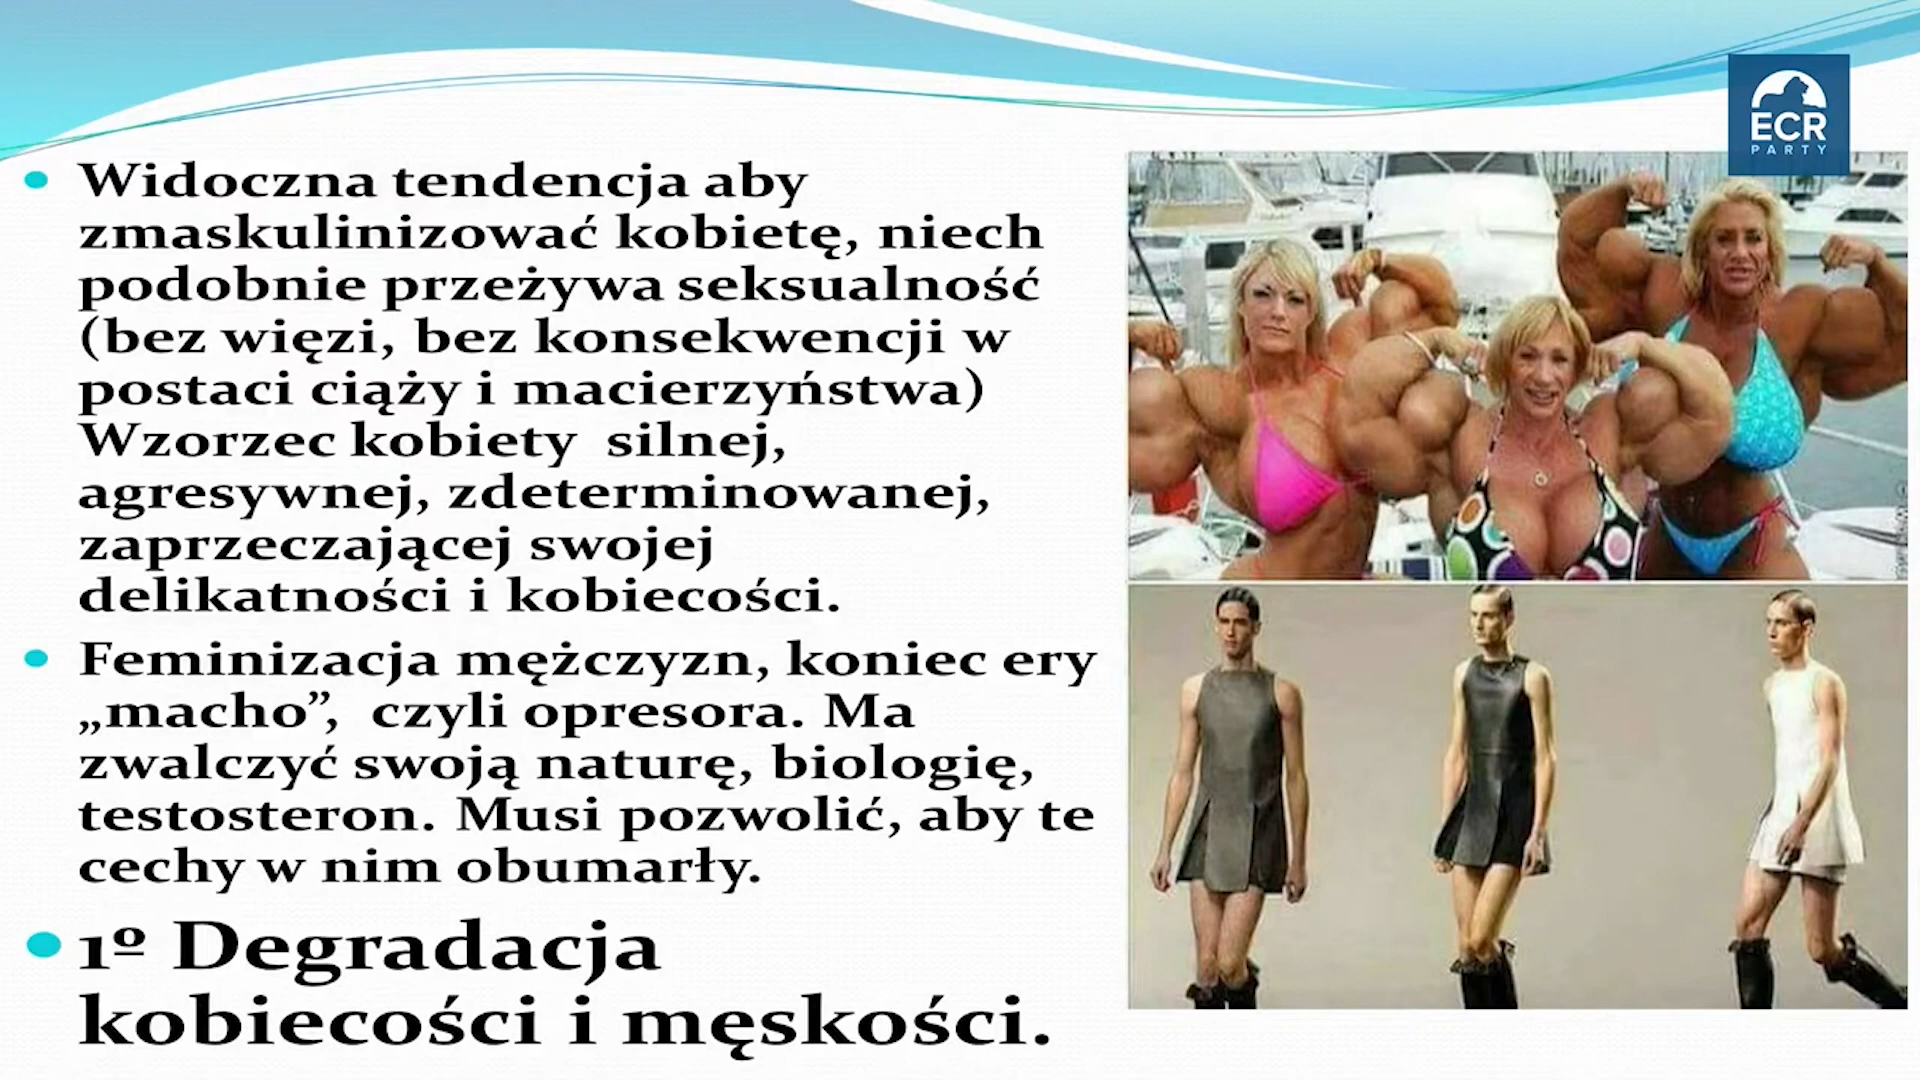 Widoczna tendencja aby
zmaskulinizować kobietę, niech
podobnie przeżywa seksualność
(bez więzi, bez konsekwencji w
postaci ciąży i macierzyństwa)
Wzorzec kobiety silnej,
agresywnej, zdeterminowanej,
zaprzeczającej swojej
delikatności i kobiecości.
Feminizacja mężczyzn, koniec ery
„macho”, czyli opresora. Ma
zwalczyć swoją naturę, biologię,
testosteron. Musi pozwolić, aby te
cechy w nim obumarły.
1º Degradacja
kobiecości i męskości.
ECR
PARTY